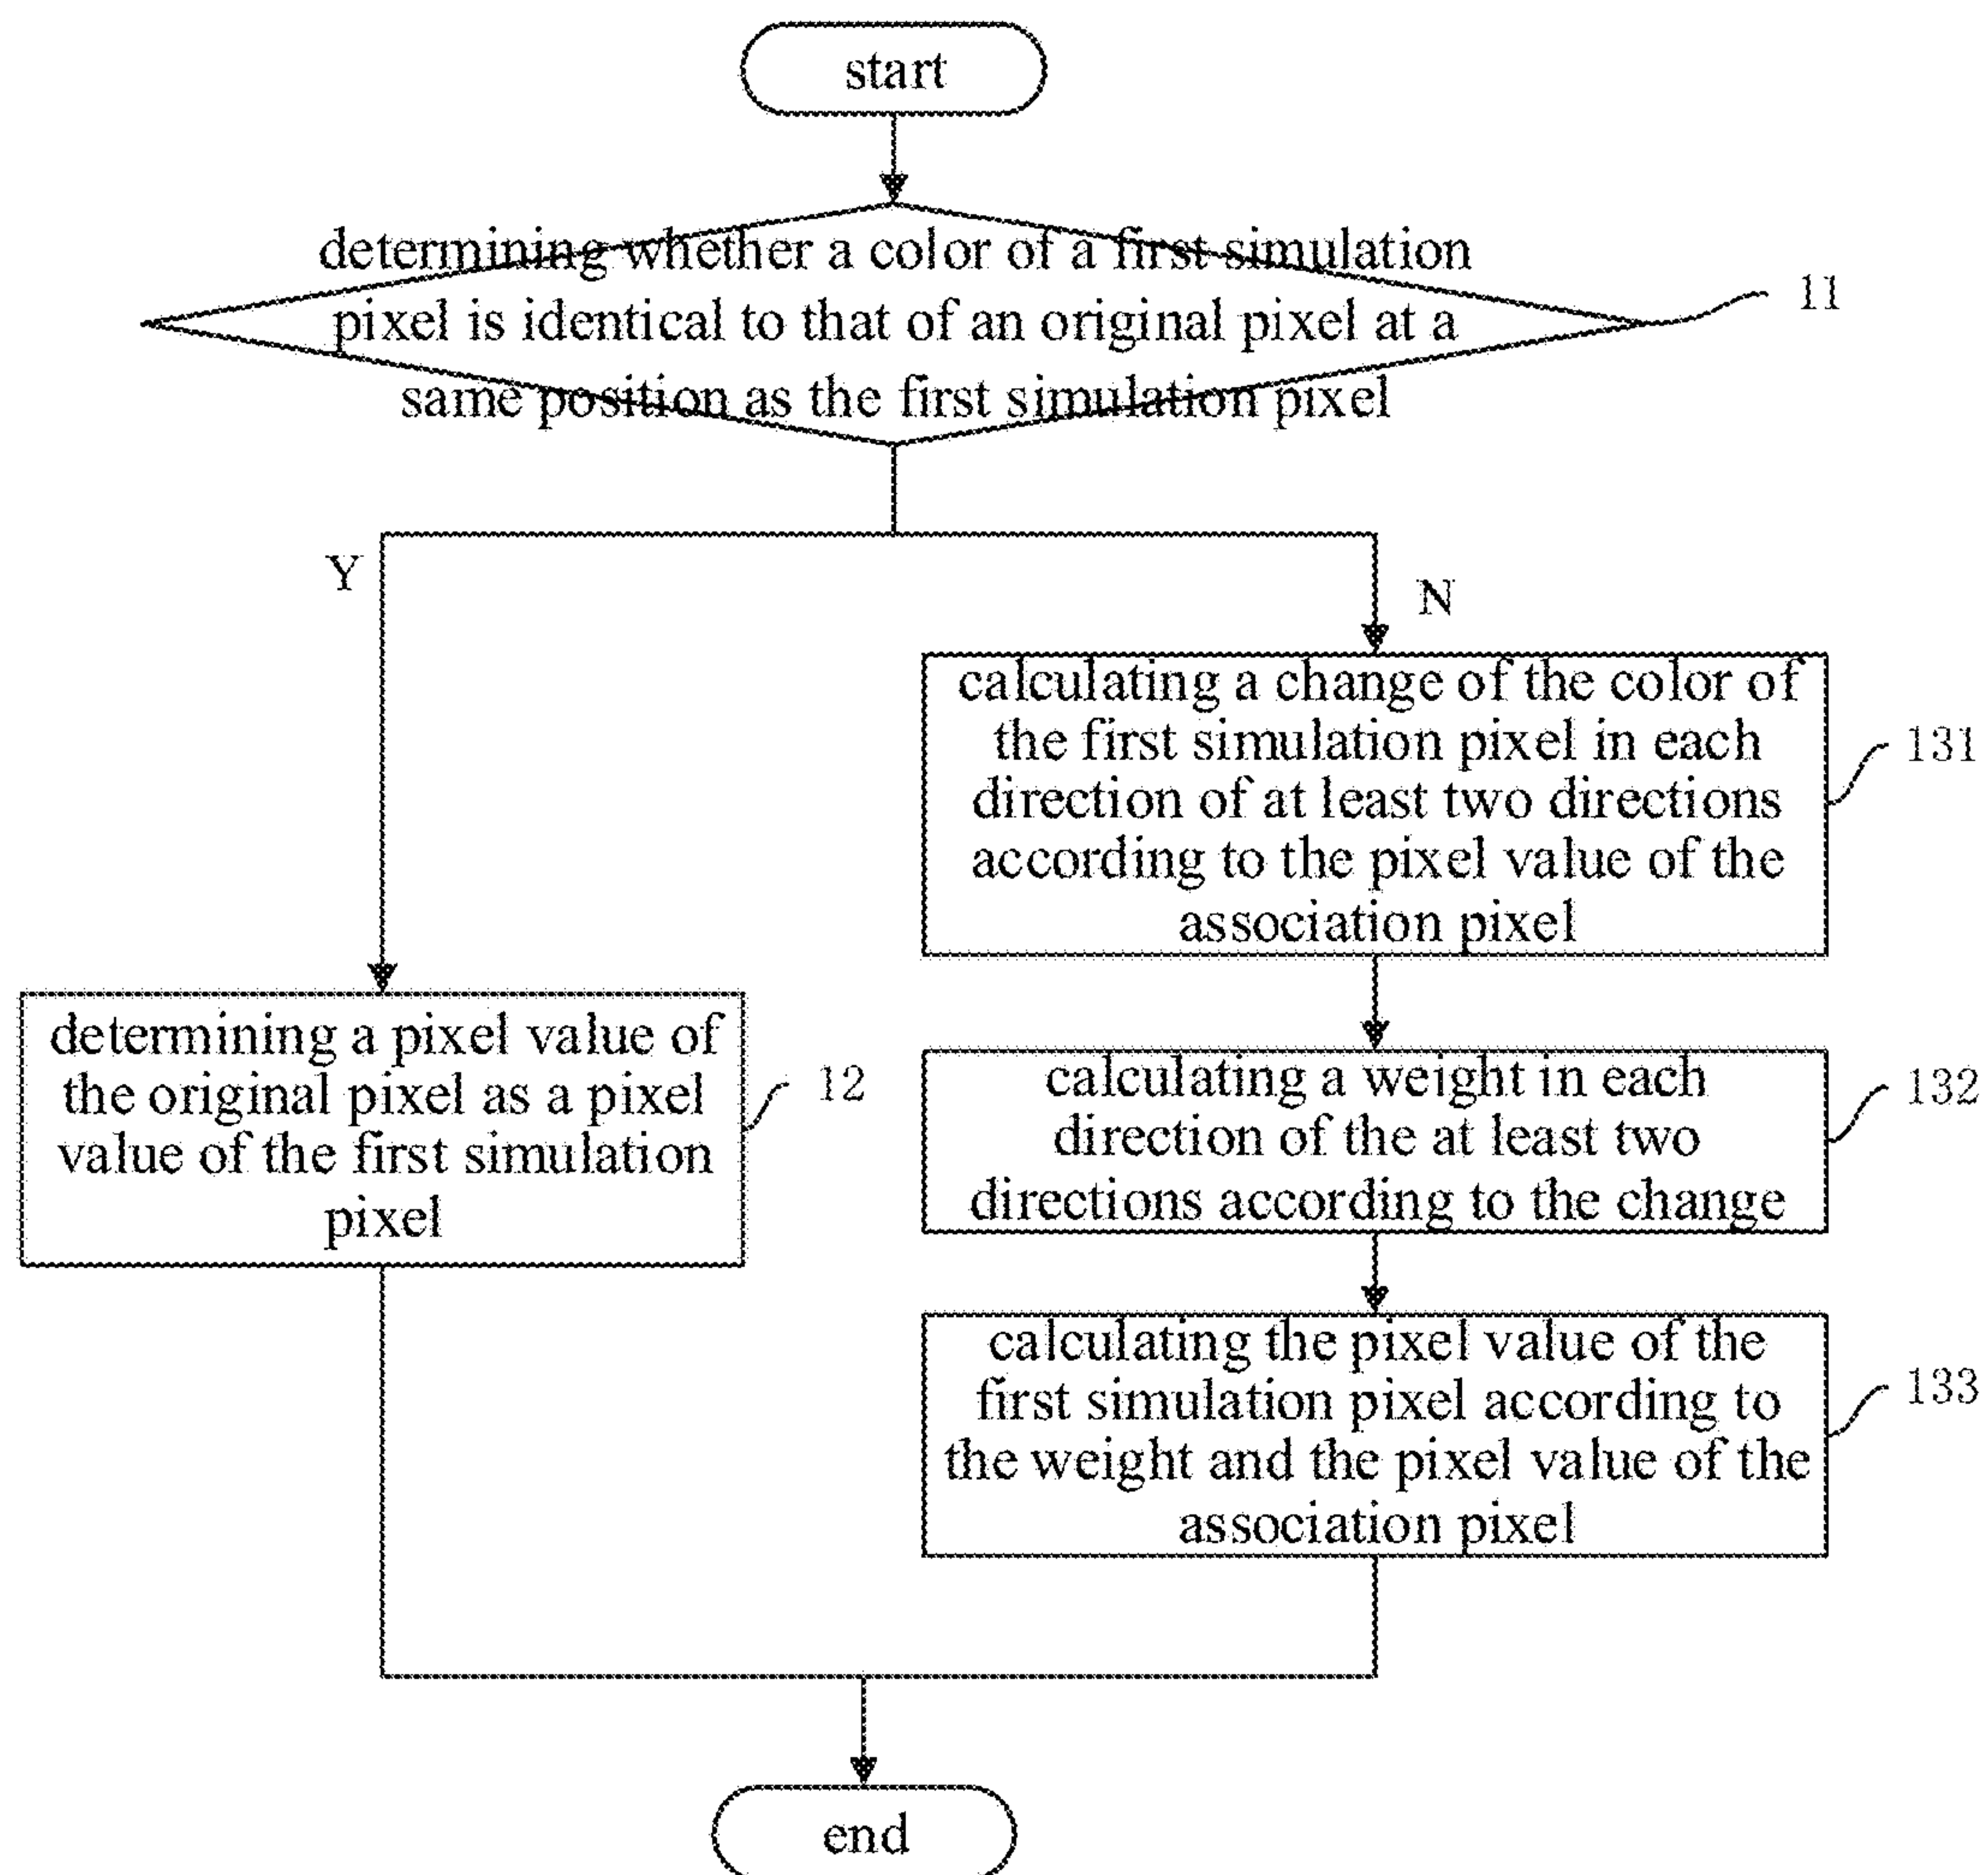 start
determining whether a color of a first simulation
pixel is identical to that of an original pixel at a
same position as the first simulation pixel
11
Y
N
calculating a change of the color of
the first simulation pixel in each
direction of at least two directions
according to the pixel value of the
association pixel
131
determining a pixel value of
the original pixel as a pixel
value of the first simulation
pixel
12
calculating a weight in each
direction of the at least two
directions according to the change
132
calculating the pixel value of the
first simulation pixel according to
the weight and the pixel value of the
association pixel
133
end